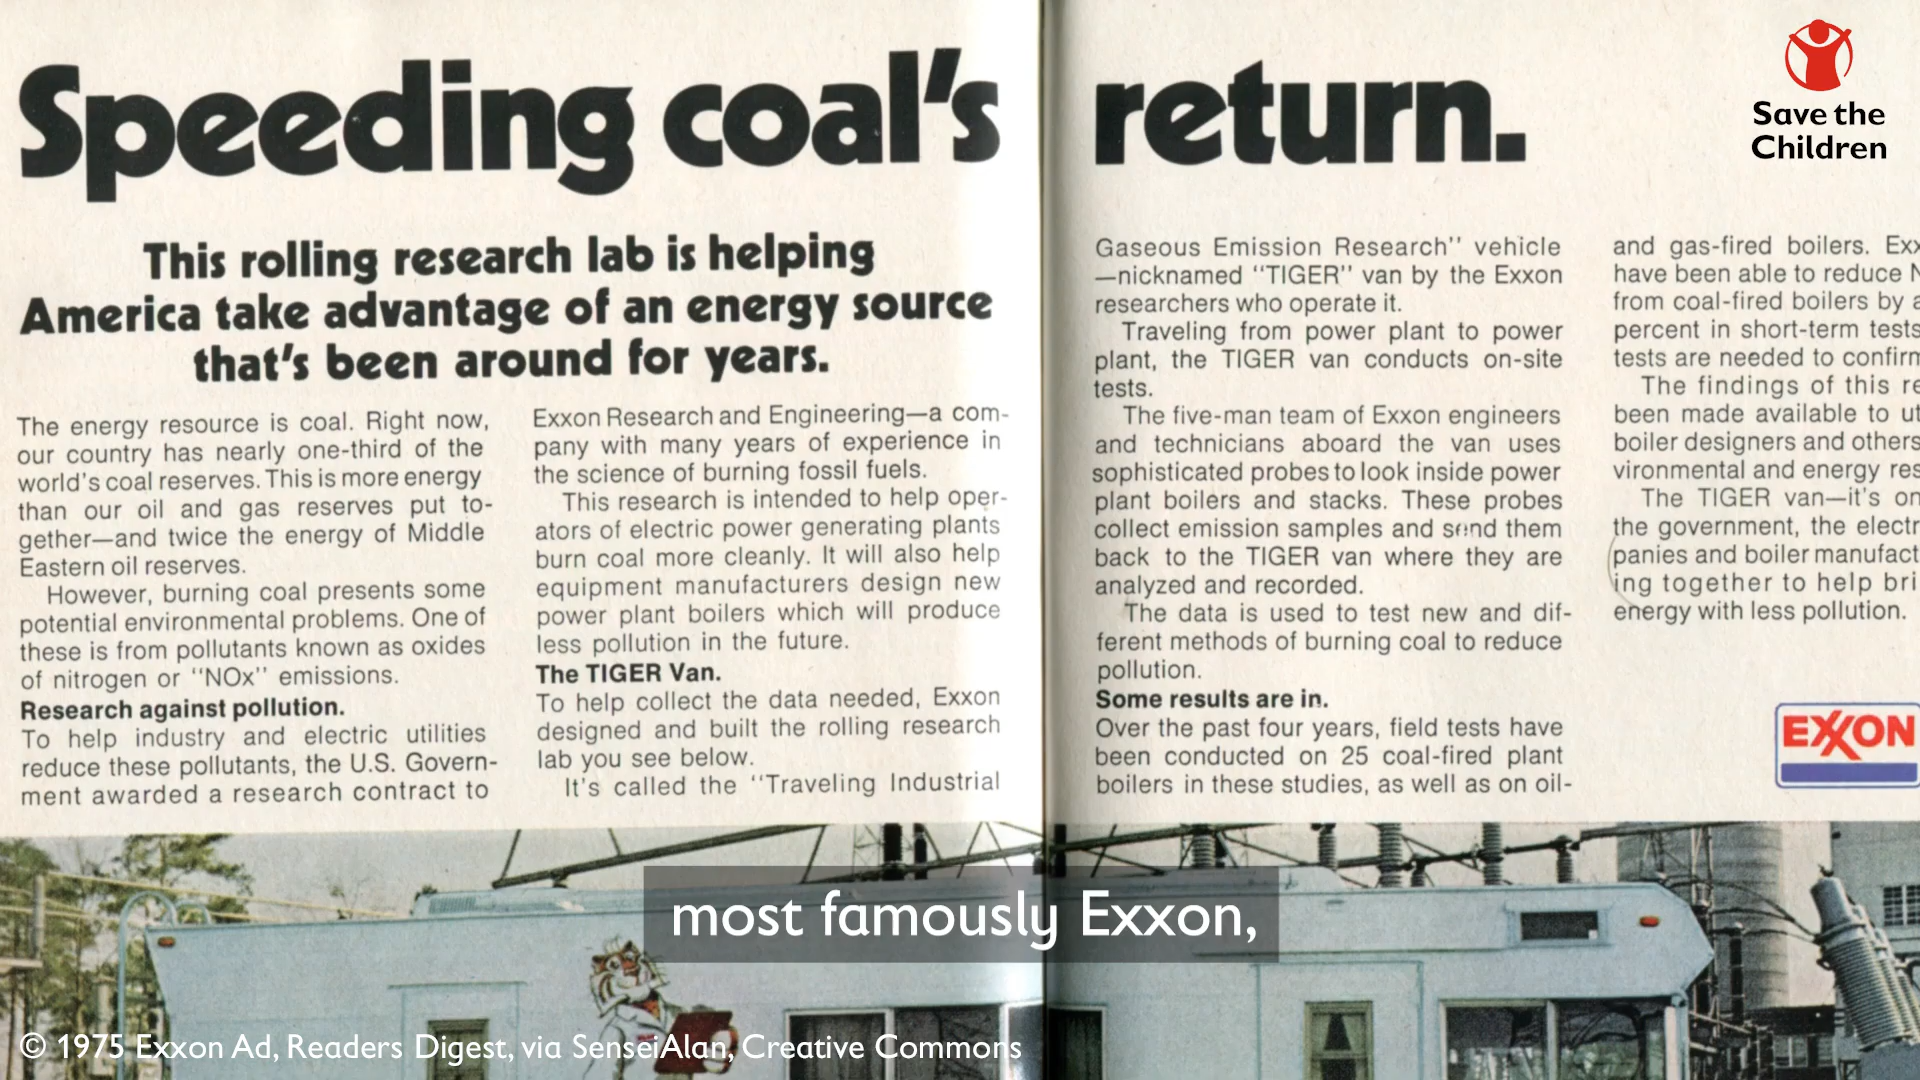 Speeding coal's return.
Save the
Children
This rolling research lab is helping
America take advantage of an energy source
that's been around for years.
The energy resource is coal. Right now,
our country has nearly one-third of the
world's coal reserves. This is more energy
than our oil and gas reserves put to-
gether—and twice the energy of Middle
Eastern oil reserves.
However, burning coal presents some
potential environmental problems. One of
these is from pollutants known as oxides
of nitrogen or "NOx" emissions.
Research against pollution.
To help industry and electric utilities
reduce these pollutants, the U.S. Govern-
ment awarded a research contract to
Exxon Research and Engineering—a com-
pany with many years of experience in
the science of burning fossil fuels.
This research is intended to help oper-
ators of electric power generating plants
burn coal more cleanly. It will also help
equipment manufacturers design new
power plant boilers which will produce
less pollution in the future.
The TIGER Van.
To help collect the data needed, Exxon
designed and built the rolling research
lab you see below.
It's called the "Traveling Industrial
Gaseous Emission Research" vehicle
—nicknamed "TIGER" van by the Exxon
researchers who operate it.
Traveling from power plant to power
plant, the TIGER van conducts on-site
tests.
The five-man team of Exxon engineers
and technicians aboard the van uses
sophisticated probes to look inside power
plant boilers and stacks. These probes
collect emission samples and send them
back to the TIGER van where they are
analyzed and recorded.
The data is used to test new and dif-
ferent methods of burning coal to reduce
pollution.
Some results are in.
Over the past four years, field tests have
been conducted on 25 coal-fired plant
boilers in these studies, as well as on oil-
and gas-fired boilers. Exx
have been able to reduce N
from coal-fired boilers by a
percent in short-term tests
tests are needed to confirm
The findings of this re
been made available to ut
boiler designers and others
vironmental and energy res
The TIGER van—it's on
the government, the electr
panies and boiler manufact
ing together to help bri
energy with less pollution.
EXXON
most famously Exxon,
© 1975 Exxon Ad, Readers Digest, via SenseiAlan, Creative Commons